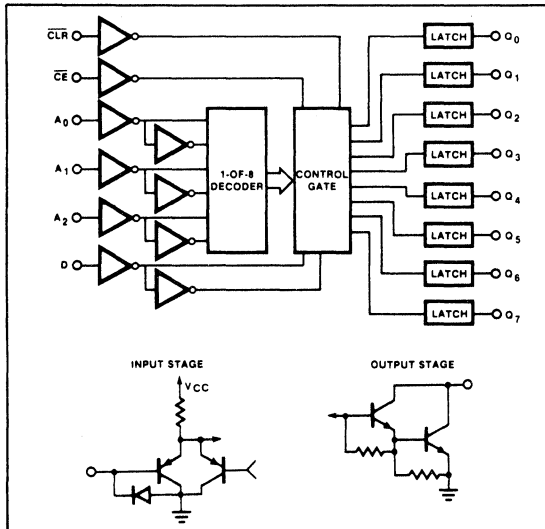 CLR
CE
A0
A1
A2
D
1-OF-8
DECODER
CONTROL
GATE
LATCH Q0
LATCH Q1
LATCH Q2
LATCH Q3
LATCH Q4
LATCH Q5
LATCH Q6
LATCH Q7
INPUT STAGE
VCC
OUTPUT STAGE